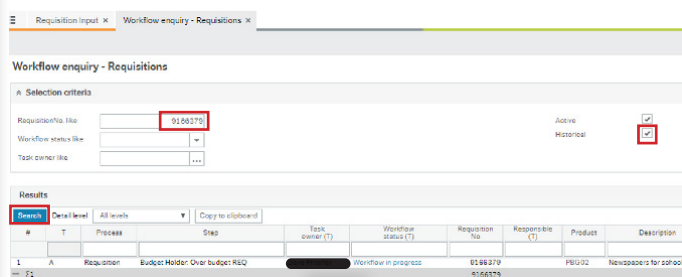 Requisition Input ×
Workflow enquiry - Requisitions ×
Workflow enquiry - Requisitions
Selection criteria
RequisitionNo. like 9166379
Active
Workflow status like
Historical
Task owner like ...
Results
Search Detail level All levels Copy to clipboard
# T Process Step Task owner (T) Workflow status (T) Requisition No Responsible (T) Product Description
1 A Requisition Budget Holder: Over budget REQ Workflow in progress 9166379 PBG02 Newspapers for school
Σ1 9166379